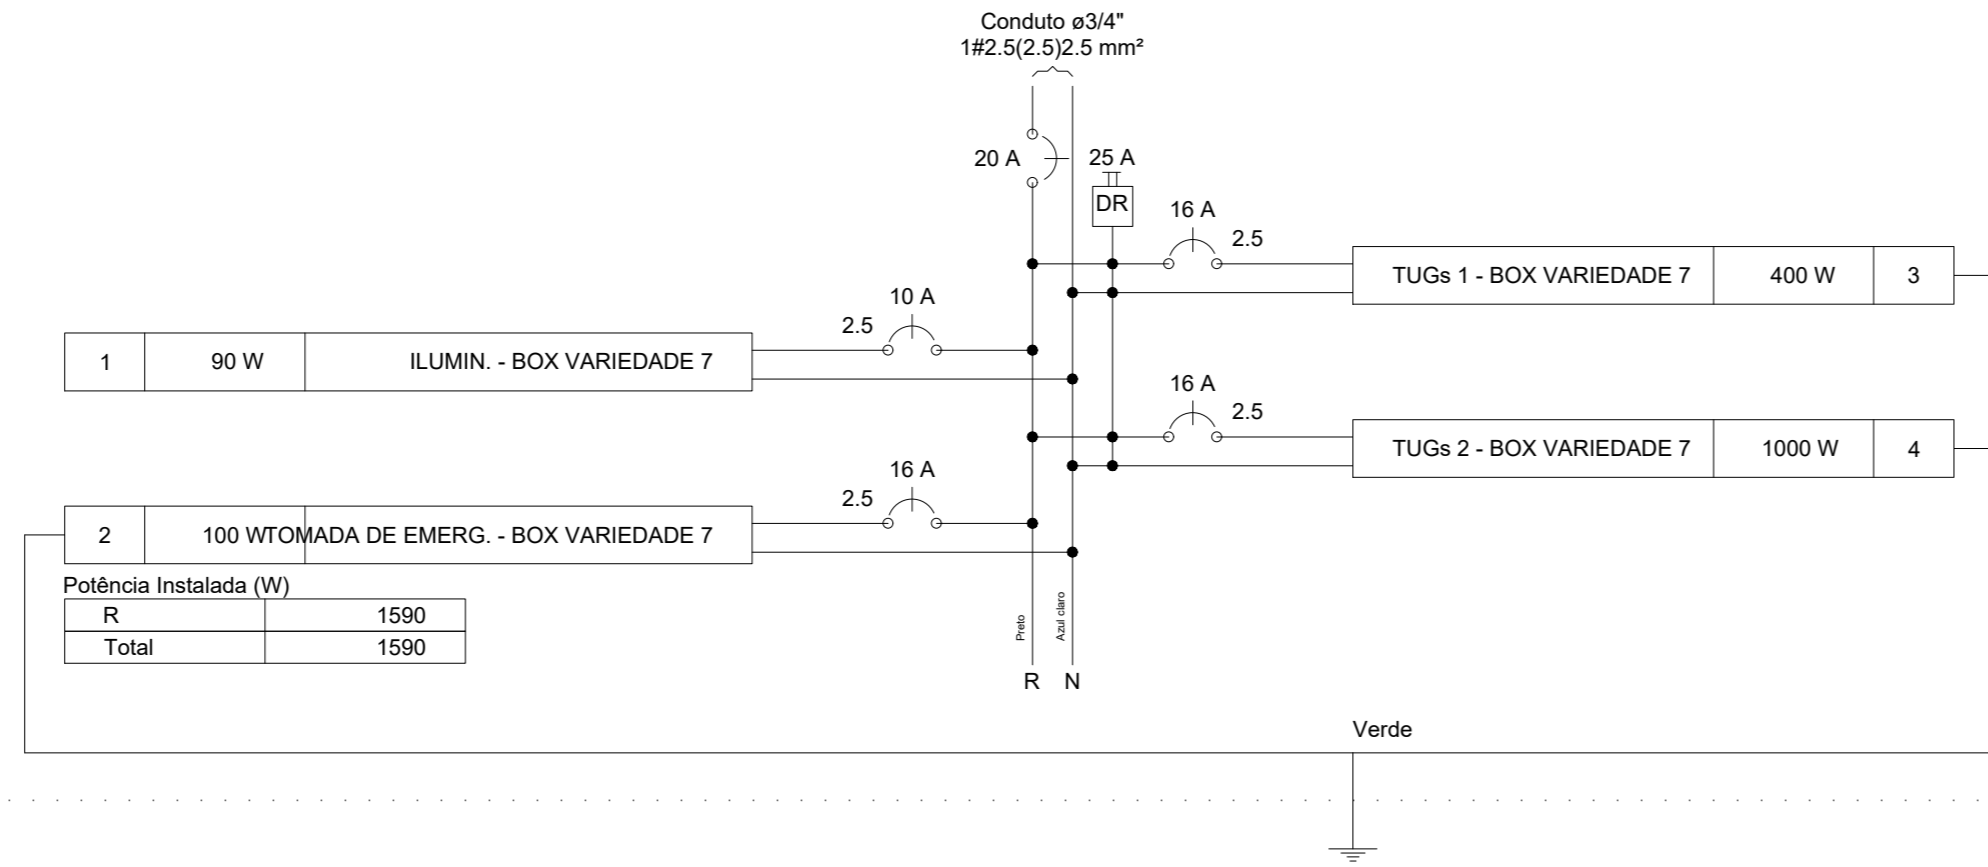 Conduto ø3/4"
1#2.5(2.5)2.5 mm²
20 A
25 A
DR
16 A
2.5
TUGs 1 - BOX VARIEDADE 7 400 W 3
10 A
2.5
1 90 W ILUMIN. - BOX VARIEDADE 7
16 A
2.5
TUGs 2 - BOX VARIEDADE 7 1000 W 4
16 A
2.5
2 100 W TOMADA DE EMERG. - BOX VARIEDADE 7
Potência Instalada (W)
R 1590
Total 1590
Preto
Azul claro
R N
Verde